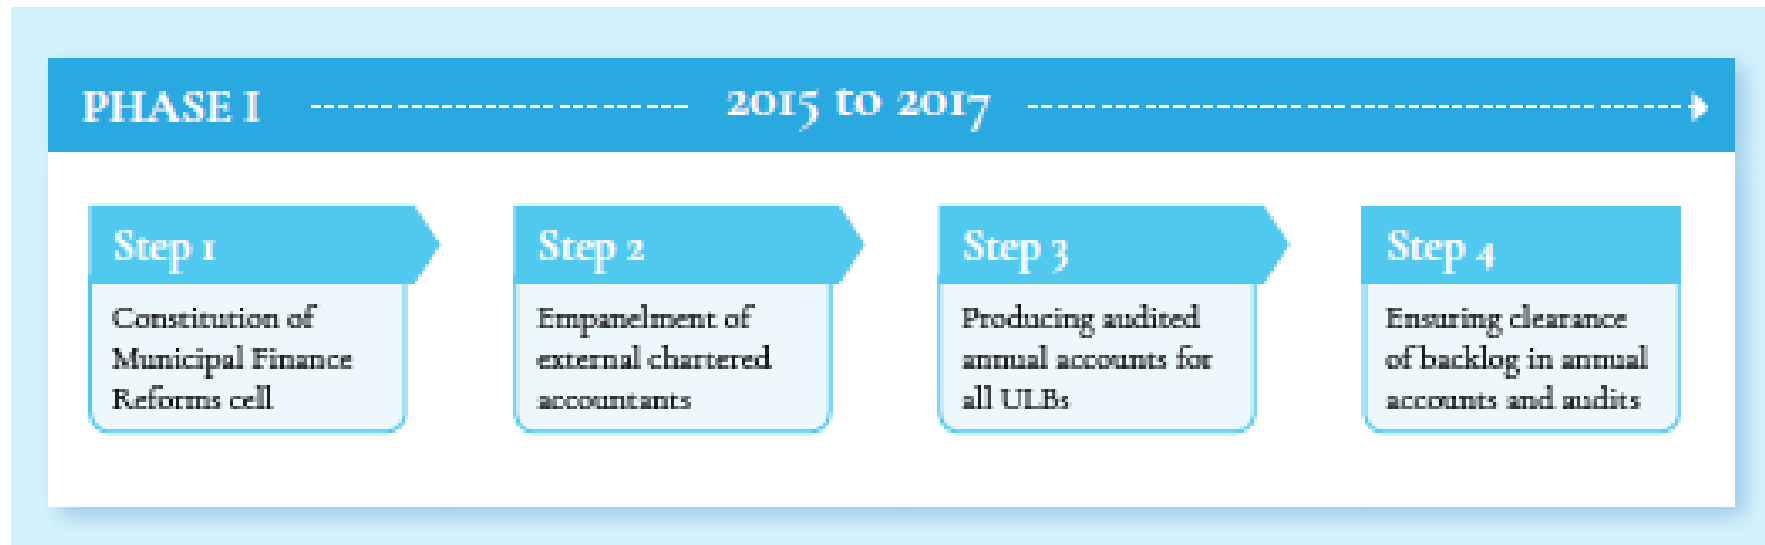 PHASE I
2015 to 2017
Step 1
Constitution of
Municipal Finance
Reforms cell
Step 2
Empanelment of
external chartered
accountants
Step 3
Producing audited
annual accounts for
all ULBs
Step 4
Ensuring clearance
of backlog in annual
accounts and audits